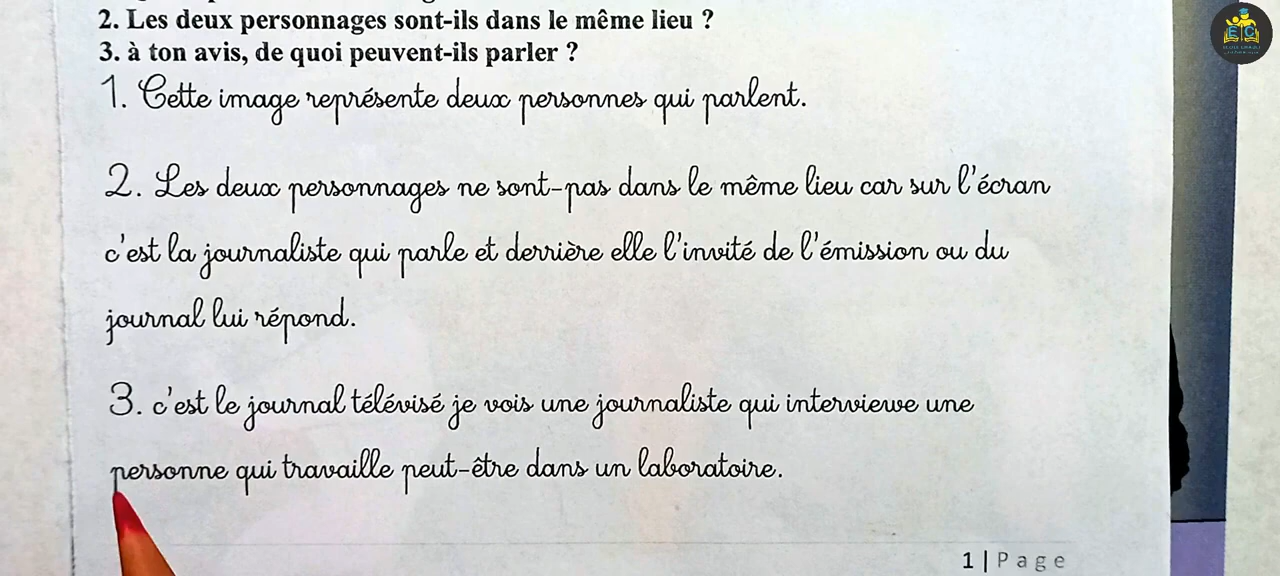 2. Les deux personnages sont-ils dans le même lieu ?
3. à ton avis, de quoi peuvent-ils parler ?
1. Cette image représente deux personnes qui parlent.
2. Les deux personnages ne sont-pas dans le même lieu car sur l'écran
c'est la journaliste qui parle et derrière elle l'invité de l'émission ou du
journal lui répond.
3. c'est le journal télévisé je vois une journaliste qui interviewe une
personne qui travaille peut-être dans un laboratoire.
1 | Page